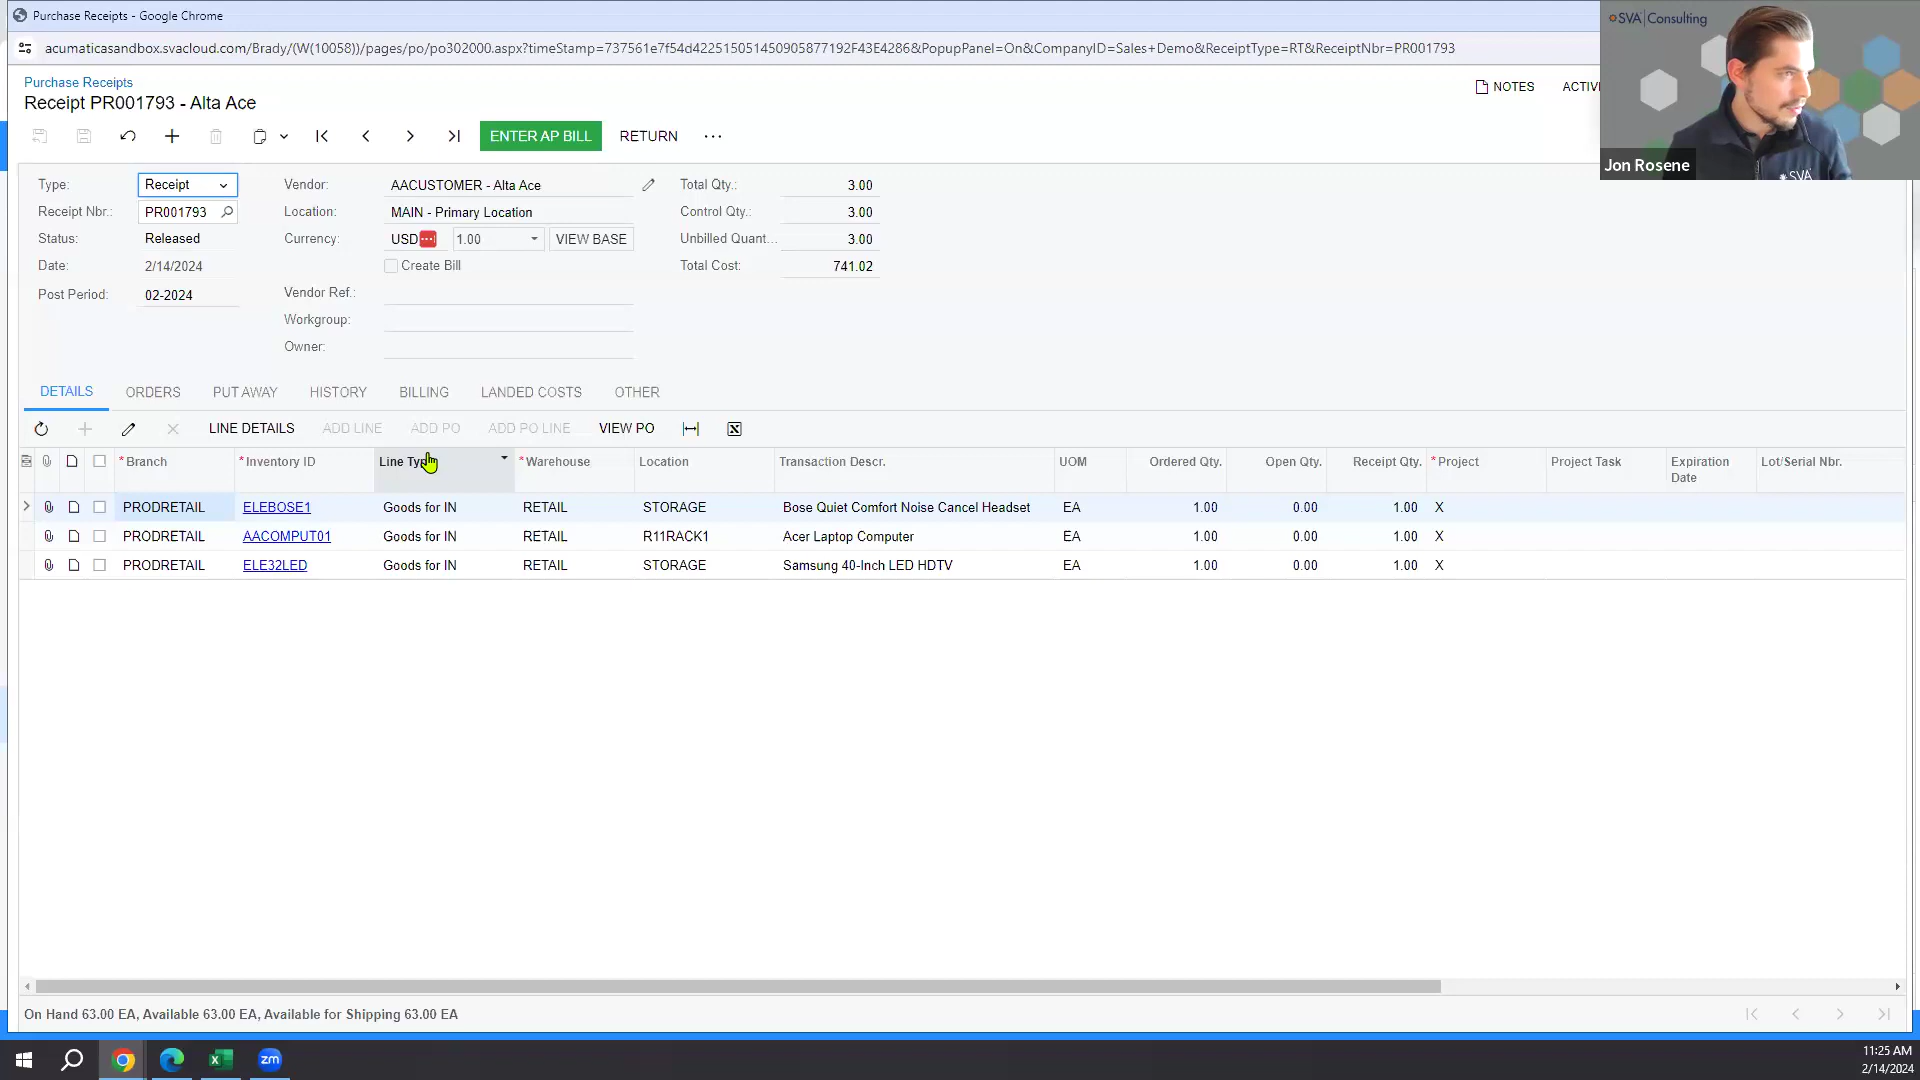 Purchase Receipts - Google Chrome
acumaticasandbox.svacloud.com/Brady/(W(10058))/pages/po/po302000.aspx?timeStamp=737561e7f54d422515051450905877192F43E4286&PopupPanel=On&CompanyID=Sales+Demo&ReceiptType=RT&ReceiptNbr=PR001793
SVA Consulting
Purchase Receipts
Receipt PR001793 - Alta Ace
NOTES
ACTIV
ENTER AP BILL
RETURN
Jon Rosene
SVA
Type: Receipt Vendor: AACUSTOMER - Alta Ace Total Qty.: 3.00
Receipt Nbr.: PR001793 Location: MAIN - Primary Location Control Qty.: 3.00
Status: Released Currency: USD 1.00 VIEW BASE Unbilled Quant... 3.00
Date: 2/14/2024 Create Bill Total Cost: 741.02
Post Period: 02-2024 Vendor Ref.:
Workgroup:
Owner:
DETAILS ORDERS PUT AWAY HISTORY BILLING LANDED COSTS OTHER
LINE DETAILS ADD LINE ADD PO ADD PO LINE VIEW PO
*Branch *Inventory ID Line Typ *Warehouse Location Transaction Descr. UOM Ordered Qty. Open Qty. Receipt Qty. *Project Project Task Expiration Date Lot/Serial Nbr.
PRODRETAIL ELEBOSE1 Goods for IN RETAIL STORAGE Bose Quiet Comfort Noise Cancel Headset EA 1.00 0.00 1.00 X
PRODRETAIL AACOMPUT01 Goods for IN RETAIL R11RACK1 Acer Laptop Computer EA 1.00 0.00 1.00 X
PRODRETAIL ELE32LED Goods for IN RETAIL STORAGE Samsung 40-Inch LED HDTV EA 1.00 0.00 1.00 X
On Hand 63.00 EA, Available 63.00 EA, Available for Shipping 63.00 EA
zm
11:25 AM
2/14/2024